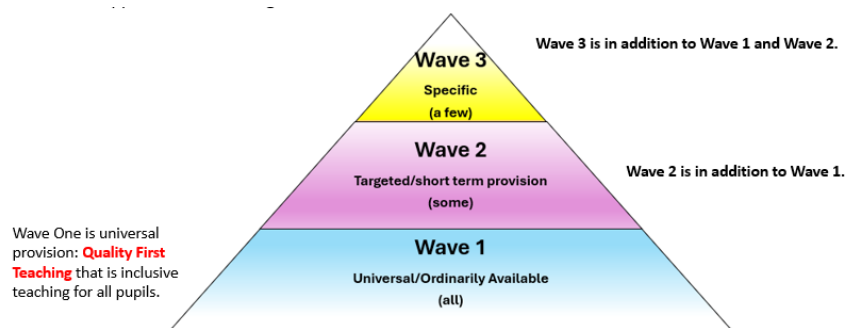 Wave 3 is in addition to Wave 1 and Wave 2.
Wave 3
Specific
(a few)
Wave 2
Targeted/short term provision
(some)
Wave 2 is in addition to Wave 1.
Wave One is universal
provision: Quality First
Teaching that is inclusive
teaching for all pupils.
Wave 1
Universal/Ordinarily Available
(all)